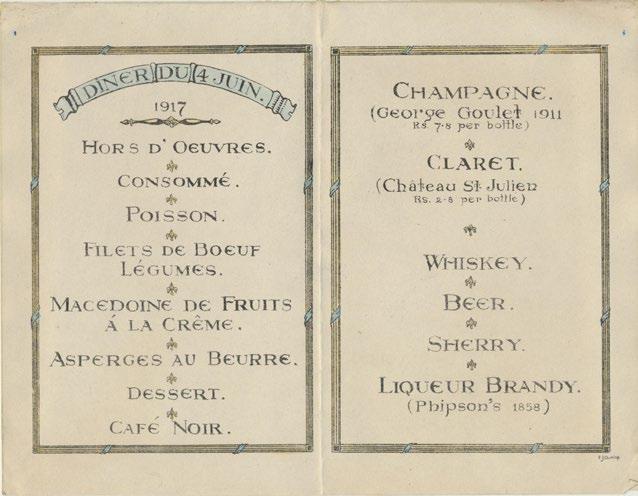 DÎNER DU 4 JUIN.
1917
HORS D'OEUVRES.
CONSOMMÉ.
POISSON.
FILETS DE BOEUF
LÉGUMES.
MACEDOINE DE FRUITS
Á LA CRÊME.
ASPERGES AU BEURRE.
DESSERT.
CAFÉ NOIR.
CHAMPAGNE.
(George Goulet 1911
Rs. 7-8 per bottle)
CLARET.
(Château St Julien
Rs. 2-8 per bottle)
WHISKEY.
BEER.
SHERRY.
LIQUEUR BRANDY.
(Phipson's 1858)